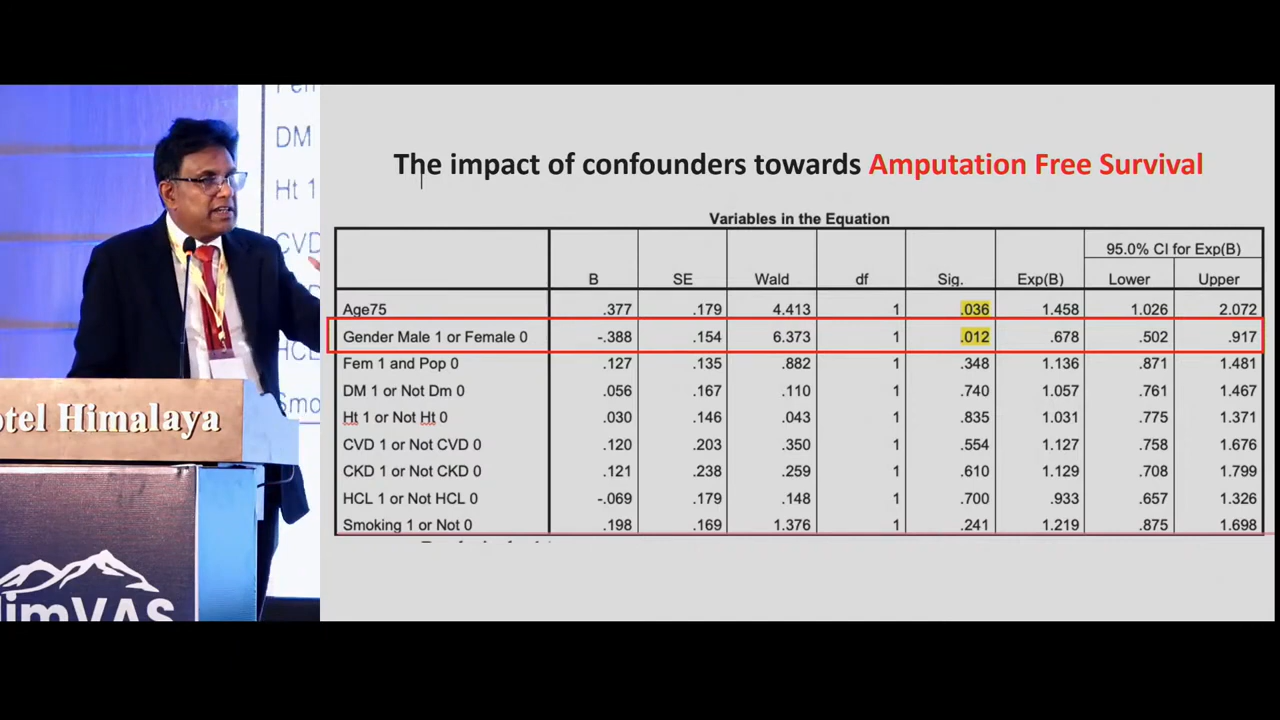 The impact of confounders towards Amputation Free Survival
Variables in the Equation
95.0% CI for Exp(B)
B SE Wald df Sig. Exp(B) Lower Upper
Age75 .377 .179 4.413 1 .036 1.458 1.026 2.072
Gender Male 1 or Female 0 -.388 .154 6.373 1 .012 .678 .502 .917
Fem 1 and Pop 0 .127 .135 .882 1 .348 1.136 .871 1.481
DM 1 or Not Dm 0 .056 .167 .110 1 .740 1.057 .761 1.467
Ht 1 or Not Ht 0 .030 .146 .043 1 .835 1.031 .775 1.371
CVD 1 or Not CVD 0 .120 .203 .350 1 .554 1.127 .758 1.676
CKD 1 or Not CKD 0 .121 .238 .259 1 .610 1.129 .708 1.799
HCL 1 or Not HCL 0 -.069 .179 .148 1 .700 .933 .657 1.326
Smoking 1 or Not 0 .198 .169 1.376 1 .241 1.219 .875 1.698
DM
Ht 1
CVD
HCL
Smo
otel Himalaya
imVAS